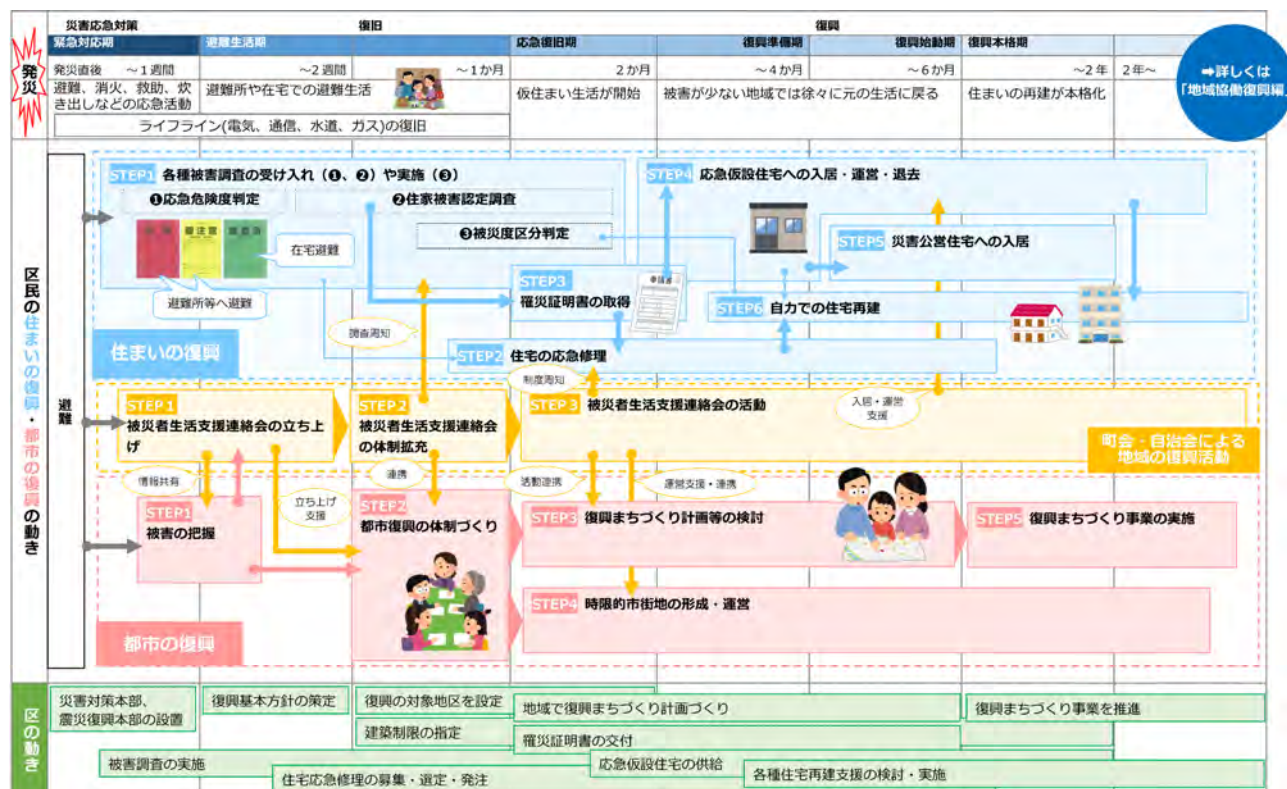 災害応急対策
復旧
復興
緊急対応期
避難生活期
応急復旧期
復興準備期
復興始動期
復興本格期
発災
発災直後
～1週間
～2週間
～1か月
2か月
～4か月
～6か月
～2年
2年～
避難、消火、救助、炊
き出しなどの応急活動
避難所や在宅での避難生活
仮住まい生活が開始
被害が少ない地域では徐々に元の生活に戻る
住まいの再建が本格化
➡詳しくは
「地域協働復興編」
ライフライン(電気、通信、水道、ガス)の復旧
区民の住まいの復興・都市の復興の動き
避難
STEP1 各種被害調査の受け入れ（❶、❷）や実施（❸）
❶応急危険度判定
❷住家被害認定調査
❸被災度区分判定
要注意
在宅避難
避難所等へ避難
STEP4 応急仮設住宅への入居・運営・退去
STEP5 災害公営住宅への入居
STEP3
罹災証明書の取得
申請書
STEP6 自力での住宅再建
調査周知
住まいの復興
STEP2 住宅の応急修理
制度周知
STEP1
被災者生活支援連絡会の立ち上
げ
STEP2
被災者生活支援連絡会
の体制拡充
STEP3 被災者生活支援連絡会の活動
入居・運営
支援
町会・自治会による
地域の復興活動
情報共有
立ち上げ
支援
連携
活動連携
運営支援・連携
STEP1
被害の把握
STEP2
都市復興の体制づくり
STEP3 復興まちづくり計画等の検討
STEP5 復興まちづくり事業の実施
STEP4 時限的市街地の形成・運営
都市の復興
区の動き
災害対策本部、
震災復興本部の設置
復興基本方針の策定
復興の対象地区を設定
地域で復興まちづくり計画づくり
復興まちづくり事業を推進
建築制限の指定
罹災証明書の交付
被害調査の実施
応急仮設住宅の供給
住宅応急修理の募集・選定・発注
各種住宅再建支援の検討・実施